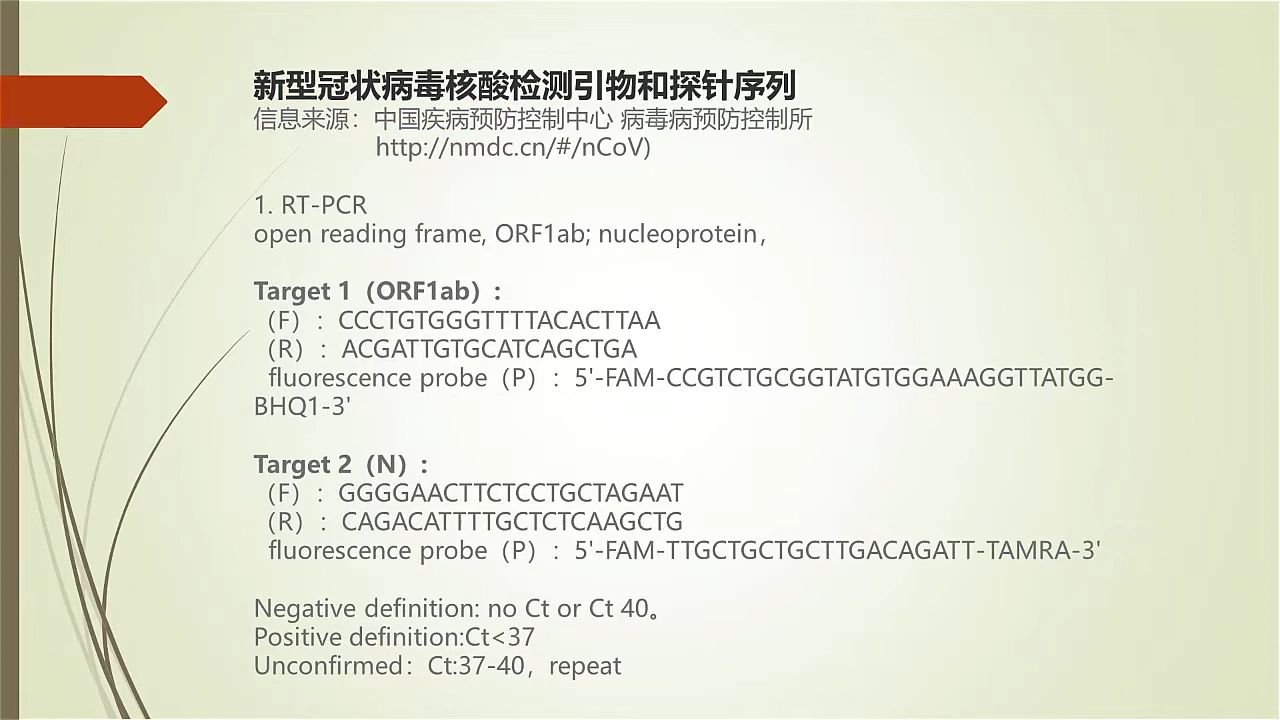 新型冠状病毒核酸检测引物和探针序列
信息来源：中国疾病预防控制中心 病毒病预防控制所
http://nmdc.cn/#/nCoV)
1. RT-PCR
open reading frame, ORF1ab; nucleoprotein，
Target 1（ORF1ab）:
（F）: CCCTGTGGGTTTTACACTTAA
（R）: ACGATTGTGCATCAGCTGA
fluorescence probe（P）: 5'-FAM-CCGTCTGCGGTATGTGGAAAGGTTATGG-
BHQ1-3'
Target 2（N）:
（F）: GGGGAACTTCTCCTGCTAGAAT
（R）: CAGACATTTTGCTCTCAAGCTG
fluorescence probe（P）: 5'-FAM-TTGCTGCTGCTTGACAGATT-TAMRA-3'
Negative definition: no Ct or Ct 40。
Positive definition:Ct<37
Unconfirmed：Ct:37-40，repeat